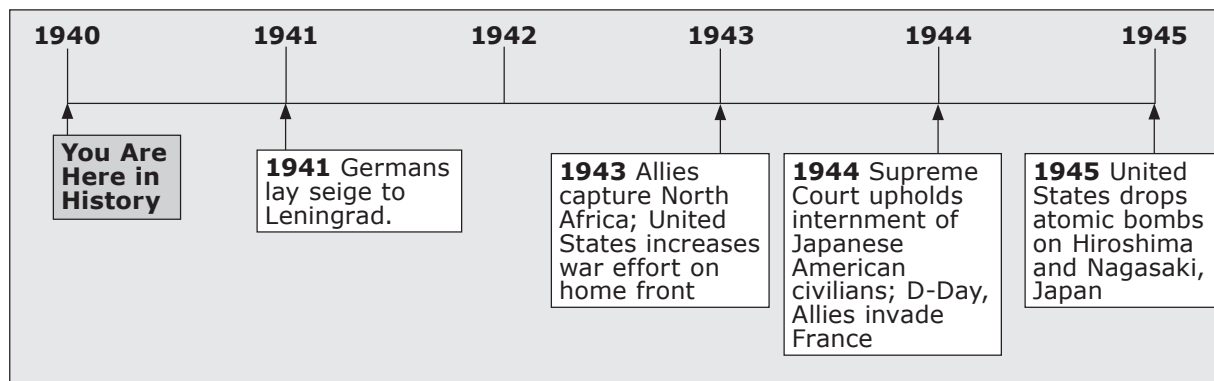 1940 1941 1942 1943 1944 1945
You Are
Here in
History
1941 Germans
lay seige to
Leningrad.
1943 Allies
capture North
Africa; United
States increases
war effort on
home front
1944 Supreme
Court upholds
internment of
Japanese
American
civilians; D-Day,
Allies invade
France
1945 United
States drops
atomic bombs
on Hiroshima
and Nagasaki,
Japan